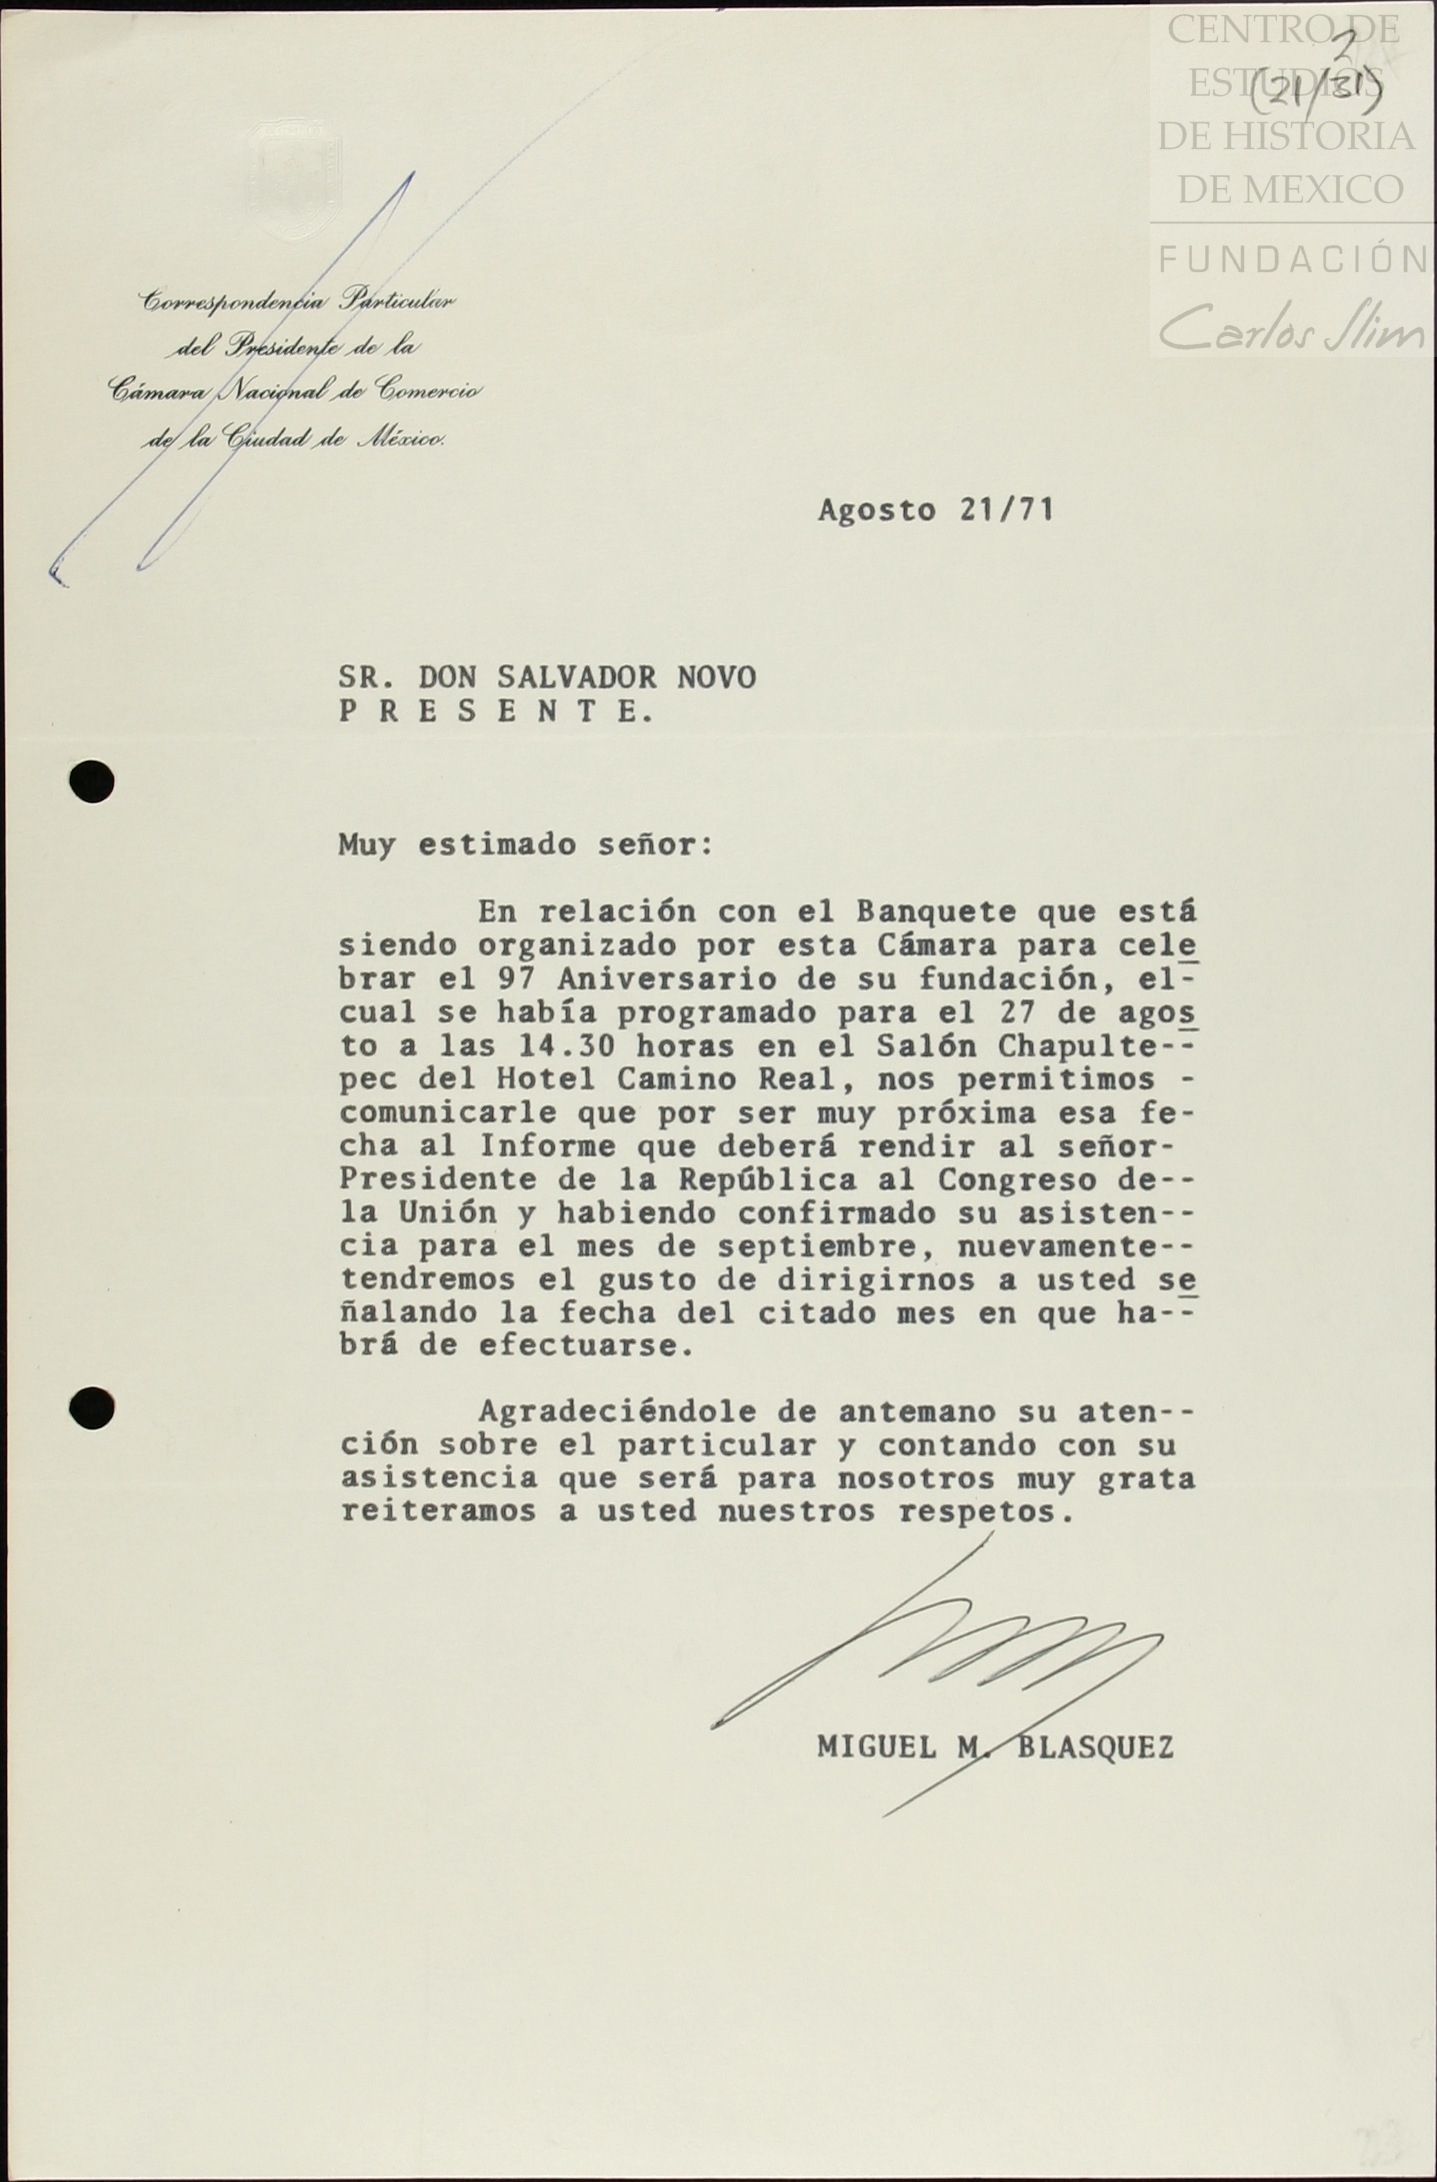 CENTRO DE
ESTUDIOS
DE HISTORIA
DE MEXICO
FUNDACIÓN
Carlos Slim
2
(21/31)
Correspondencia Particular
del Presidente de la
Cámara Nacional de Comercio
de la Ciudad de México.
Agosto 21/71
SR. DON SALVADOR NOVO
P R E S E N T E.
Muy estimado señor:
En relación con el Banquete que está
siendo organizado por esta Cámara para cele
brar el 97 Aniversario de su fundación, el-
cual se había programado para el 27 de agos
to a las 14.30 horas en el Salón Chapulte--
pec del Hotel Camino Real, nos permitimos -
comunicarle que por ser muy próxima esa fe-
cha al Informe que deberá rendir al señor-
Presidente de la República al Congreso de--
la Unión y habiendo confirmado su asisten--
cia para el mes de septiembre, nuevamente--
tendremos el gusto de dirigirnos a usted se
ñalando la fecha del citado mes en que ha--
brá de efectuarse.
Agradeciéndole de antemano su aten--
ción sobre el particular y contando con su
asistencia que será para nosotros muy grata
reiteramos a usted nuestros respetos.
MIGUEL M. BLASQUEZ